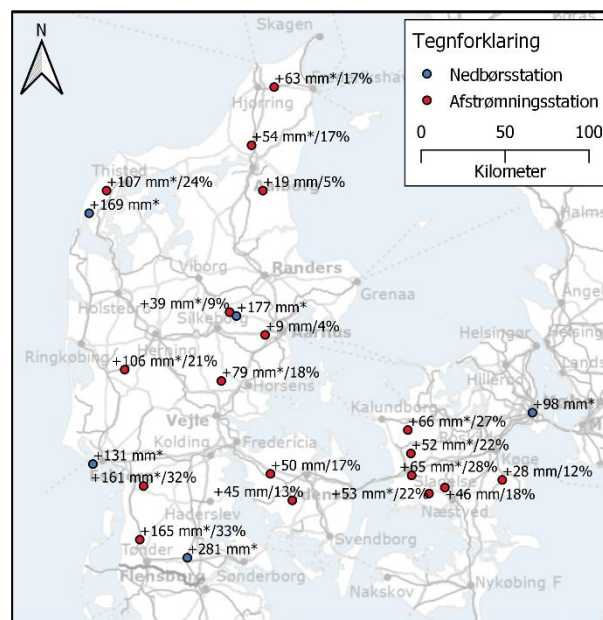 N
Skagen
Tegnforklaring
Nedbørsstation
Afstrømningsstation
0 50 100
Kilometer
+63 mm*/17%
Hjørring
+54 mm*/17%
Thisted
+107 mm*/24%
+19 mm/5%
+169 mm*
Halms
Viborg
Randers
Grenaa
Holstebro
+39 mm*/9%
+177 mm*
Silkeborg
+9 mm/4%
Aarhus
Ringkøbing
Herning
Helsingør
+106 mm*/21%
+79 mm*/18%
Horsens
Hillerød
Kalundborg
+98 mm*
Vejle
+66 mm*/27%
Kolding
Fredericia
+52 mm*/22%
Køge
+131 mm*
+161 mm*/32%
+50 mm/17%
+65 mm*/28%
+28 mm/12%
Slagelse
+45 mm/13%
+53 mm*/22%
+46 mm/18%
Haderslev
Næstved
+165 mm*/33%
Svendborg
Tønder
+281 mm*
Flensborg
Sønderborg
Nakskov
Nykøbing F